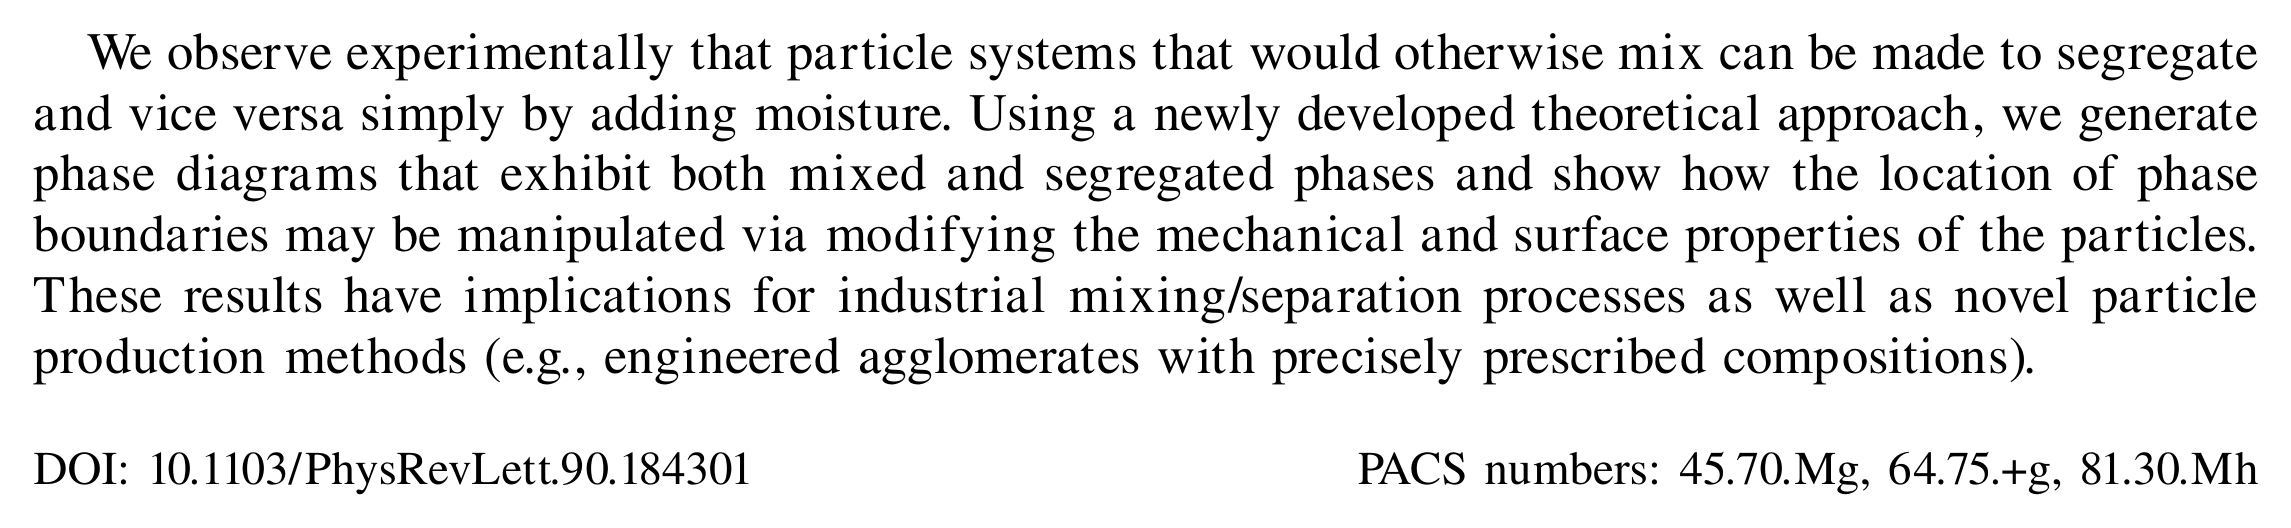 We observe experimentally that particle systems that would otherwise mix can be made to segregate
and vice versa simply by adding moisture. Using a newly developed theoretical approach, we generate
phase diagrams that exhibit both mixed and segregated phases and show how the location of phase
boundaries may be manipulated via modifying the mechanical and surface properties of the particles.
These results have implications for industrial mixing/separation processes as well as novel particle
production methods (e.g., engineered agglomerates with precisely prescribed compositions).
DOI: 10.1103/PhysRevLett.90.184301 PACS numbers: 45.70.Mg, 64.75.+g, 81.30.Mh